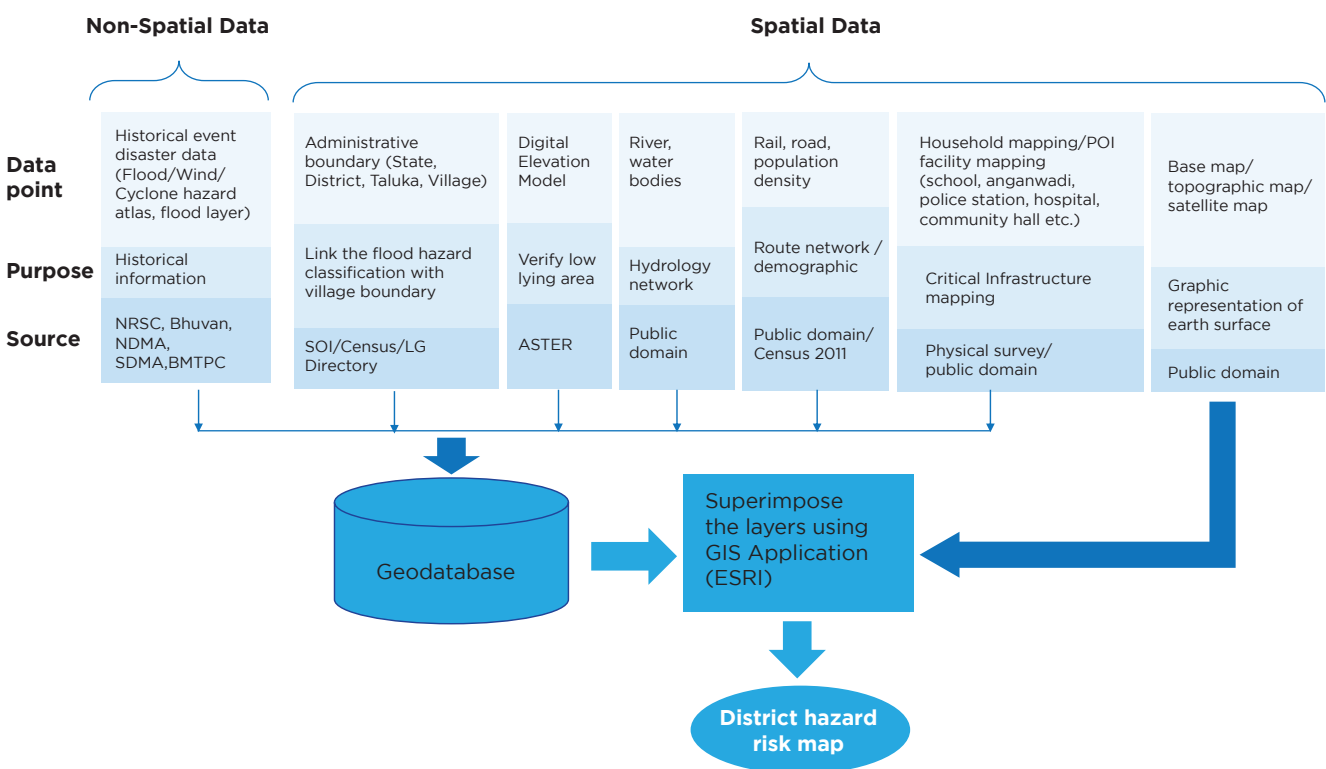 Non-Spatial Data
Spatial Data
Data
point
Historical event
disaster data
(Flood/Wind/
Cyclone hazard
atlas, flood layer)
Administrative
boundary (State,
District, Taluka, Village)
Digital
Elevation
Model
River,
water
bodies
Rail, road,
population
density
Household mapping/POI
facility mapping
(school, anganwadi,
police station, hospital,
community hall etc.)
Base map/
topographic map/
satellite map
Purpose
Historical
information
Link the flood hazard
classification with
village boundary
Verify low
lying area
Hydrology
network
Route network /
demographic
Critical Infrastructure
mapping
Graphic
representation of
earth surface
Source
NRSC, Bhuvan,
NDMA,
SDMA,BMTPC
SOI/Census/LG
Directory
ASTER
Public
domain
Public domain/
Census 2011
Physical survey/
public domain
Public domain
Geodatabase
Superimpose
the layers using
GIS Application
(ESRI)
District hazard
risk map